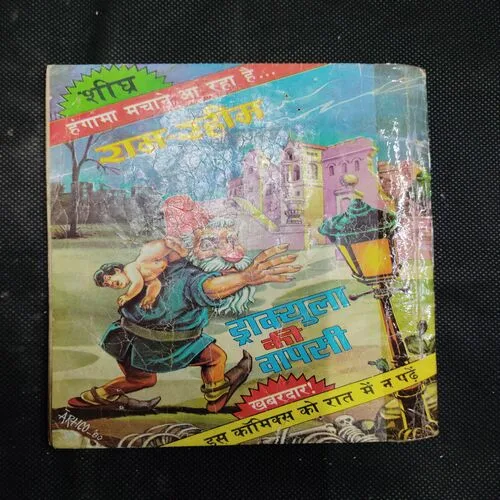 शीघ्र
हंगामा मचाने आ रहा है...
राम-रहीम
ड्राक्युला
की
वापसी
खबरदार!
इस कॉमिक्स को रात में न पढ़ें